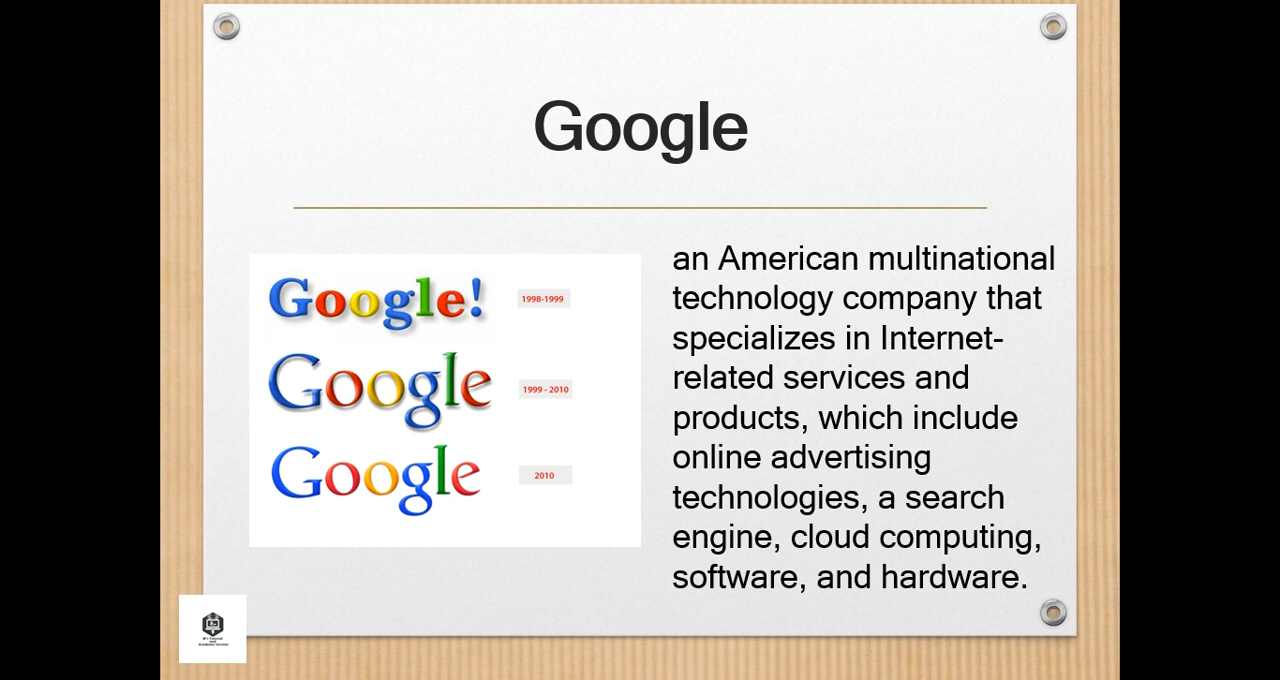 Google
Google!
1998-1999
Google
1999 - 2010
Google
2010
an American multinational
technology company that
specializes in Internet-
related services and
products, which include
online advertising
technologies, a search
engine, cloud computing,
software, and hardware.